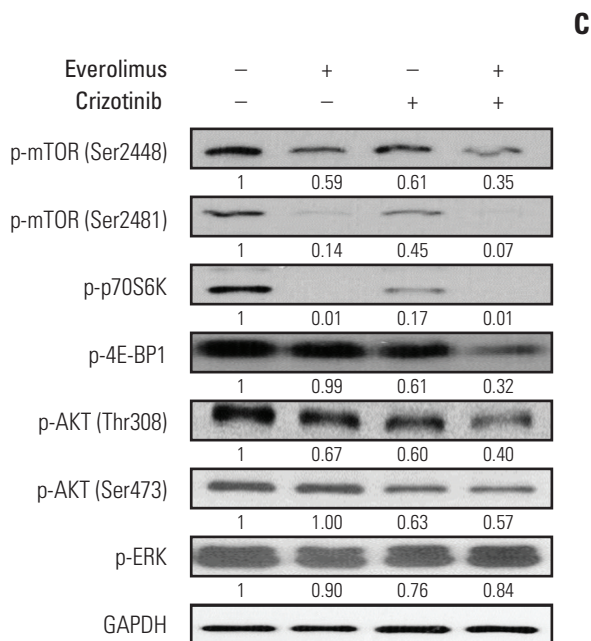 C
Everolimus – + – +
Crizotinib – – + +
p-mTOR (Ser2448)
1 0.59 0.61 0.35
p-mTOR (Ser2481)
1 0.14 0.45 0.07
p-p70S6K
1 0.01 0.17 0.01
p-4E-BP1
1 0.99 0.61 0.32
p-AKT (Thr308)
1 0.67 0.60 0.40
p-AKT (Ser473)
1 1.00 0.63 0.57
p-ERK
1 0.90 0.76 0.84
GAPDH